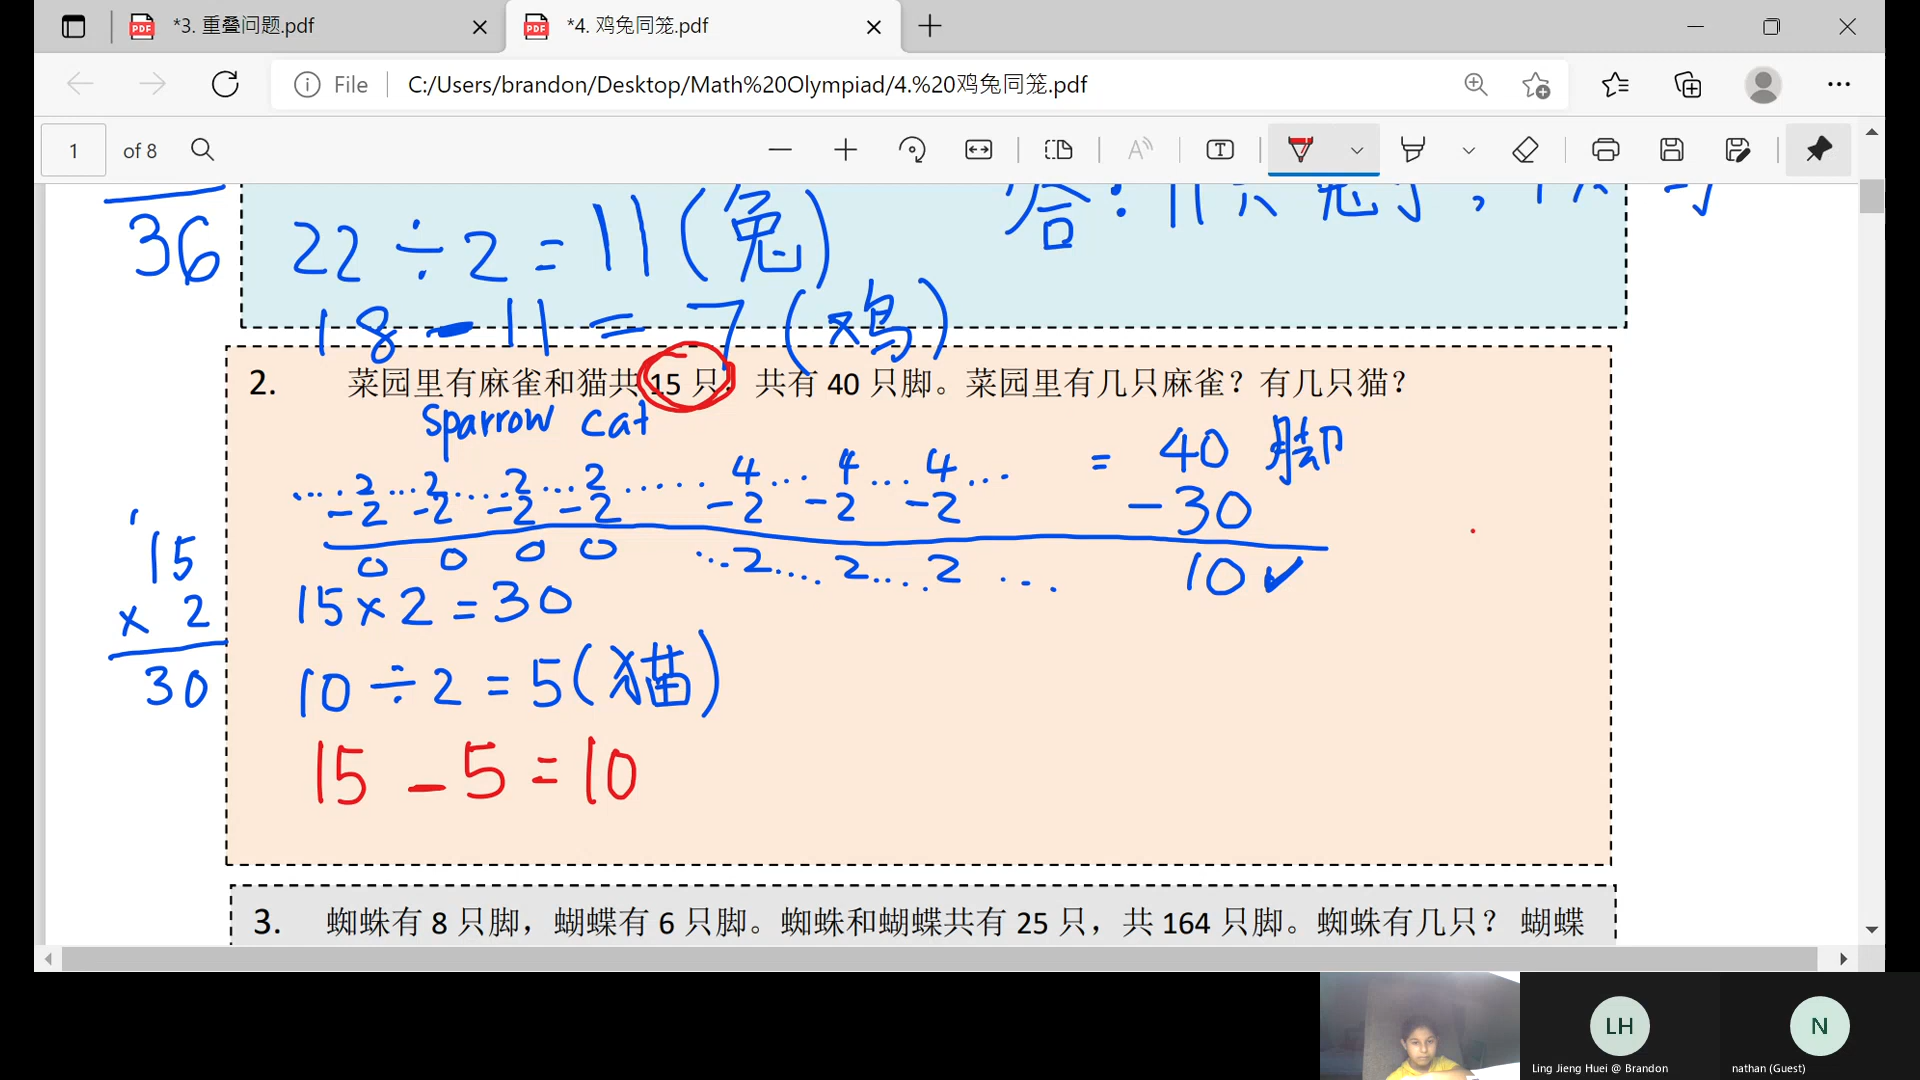 *3. 重叠问题.pdf
*4. 鸡兔同笼.pdf
File C:/Users/brandon/Desktop/Math%20Olympiad/4.%20鸡兔同笼.pdf
1 of 8
36
22 ÷ 2 = 11 (兔)
18 - 11 = 7 (鸡)
2. 菜园里有麻雀和猫共 15 只, 共有 40 只脚。菜园里有几只麻雀？有几只猫？
sparrow cat
....2...2....2...2......4...4...4... = 40 脚
-2 -2 -2 -2 -2 -2 -2 -30
0 0 0 0 ...2....2....2 ... 10 ✓
15
x 2
30
15 x 2 = 30
10 ÷ 2 = 5 (猫)
15 - 5 = 10
3. 蜘蛛有 8 只脚，蝴蝶有 6 只脚。蜘蛛和蝴蝶共有 25 只，共 164 只脚。蜘蛛有几只？ 蝴蝶
LH
Ling Jieng Huei @ Brandon
N
nathan (Guest)